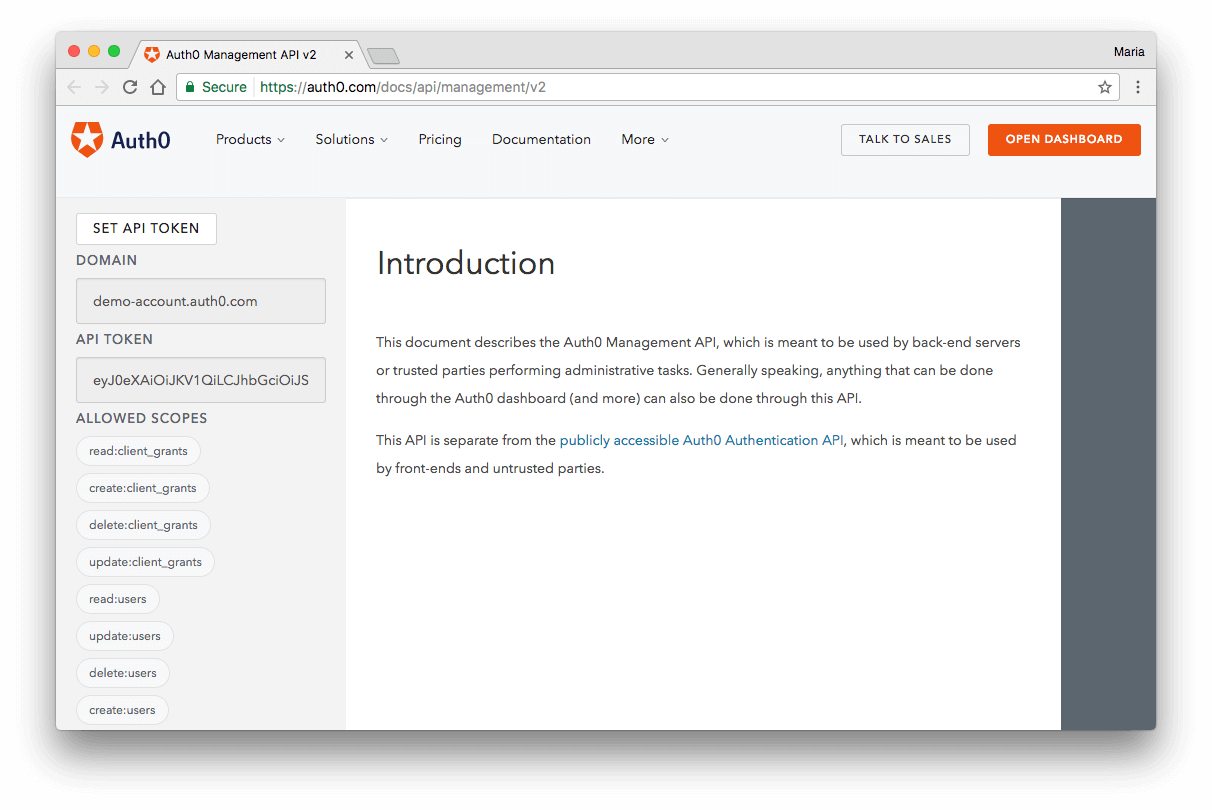 Auth0 Management API v2
Maria
Secure https://auth0.com/docs/api/management/v2
Auth0 Products Solutions Pricing Documentation More TALK TO SALES OPEN DASHBOARD
SET API TOKEN
DOMAIN
demo-account.auth0.com
API TOKEN
eyJ0eXAiOiJKV1QiLCJhbGciOiJS
ALLOWED SCOPES
read:client_grants
create:client_grants
delete:client_grants
update:client_grants
read:users
update:users
delete:users
create:users
Introduction
This document describes the Auth0 Management API, which is meant to be used by back-end servers
or trusted parties performing administrative tasks. Generally speaking, anything that can be done
through the Auth0 dashboard (and more) can also be done through this API.
This API is separate from the publicly accessible Auth0 Authentication API, which is meant to be used
by front-ends and untrusted parties.